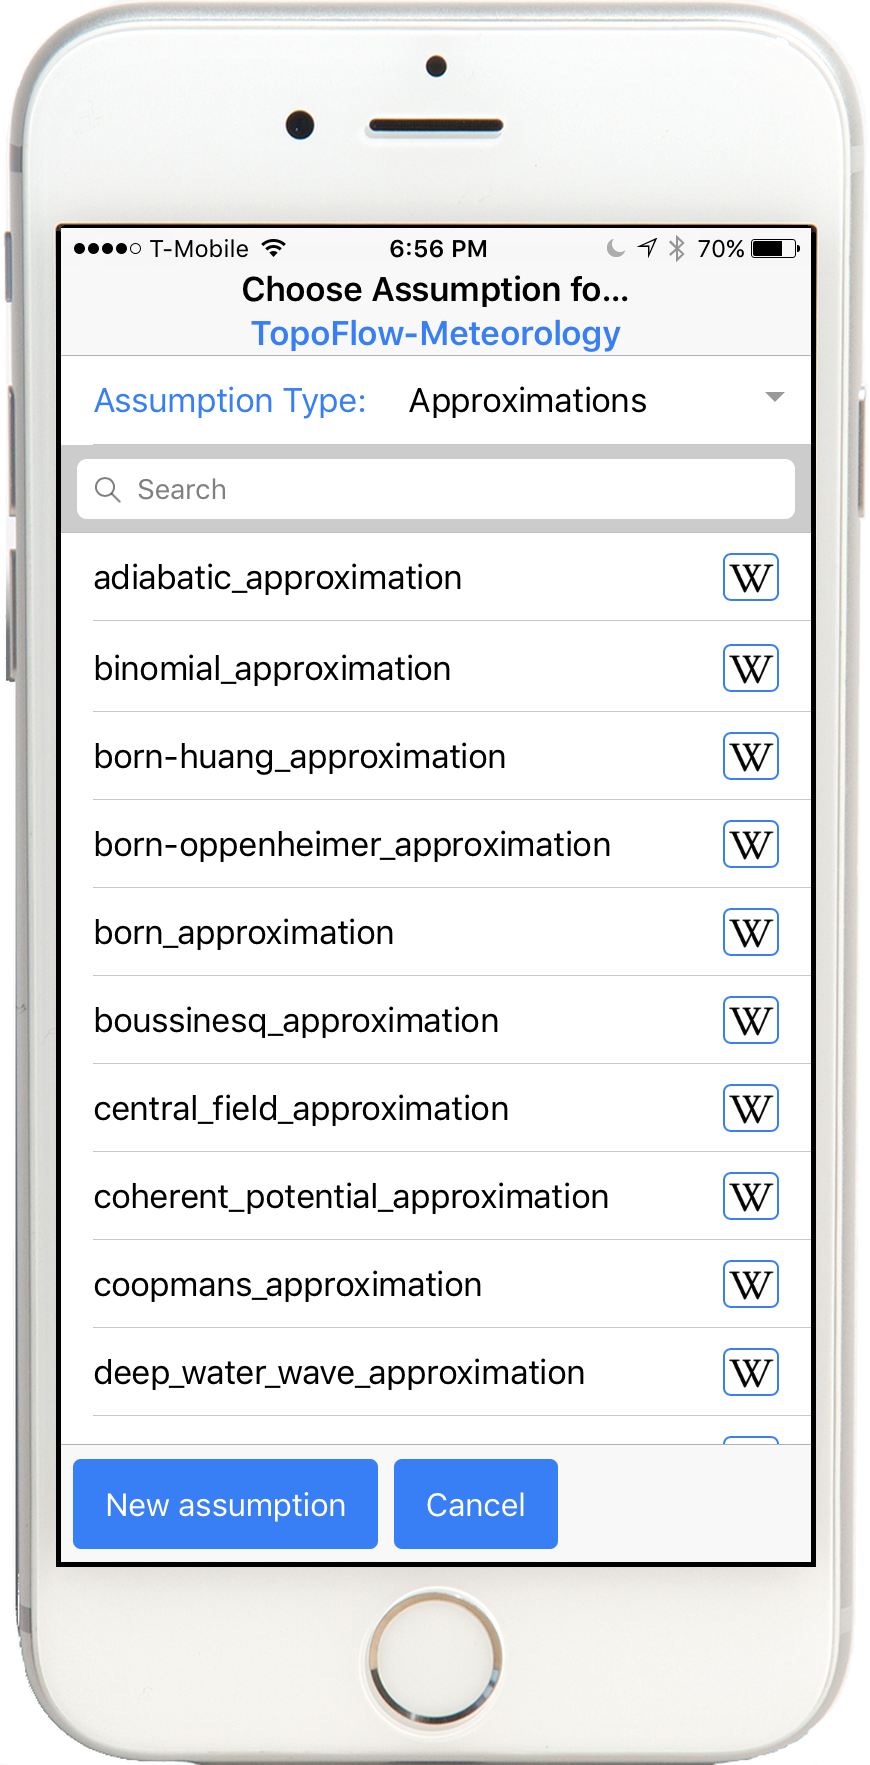 T-Mobile 6:56 PM 70%
Choose Assumption fo...
TopoFlow-Meteorology
Assumption Type: Approximations
Search
adiabatic_approximation W
binomial_approximation W
born-huang_approximation W
born-oppenheimer_approximation W
born_approximation W
boussinesq_approximation W
central_field_approximation W
coherent_potential_approximation W
coopmans_approximation W
deep_water_wave_approximation W
New assumption Cancel